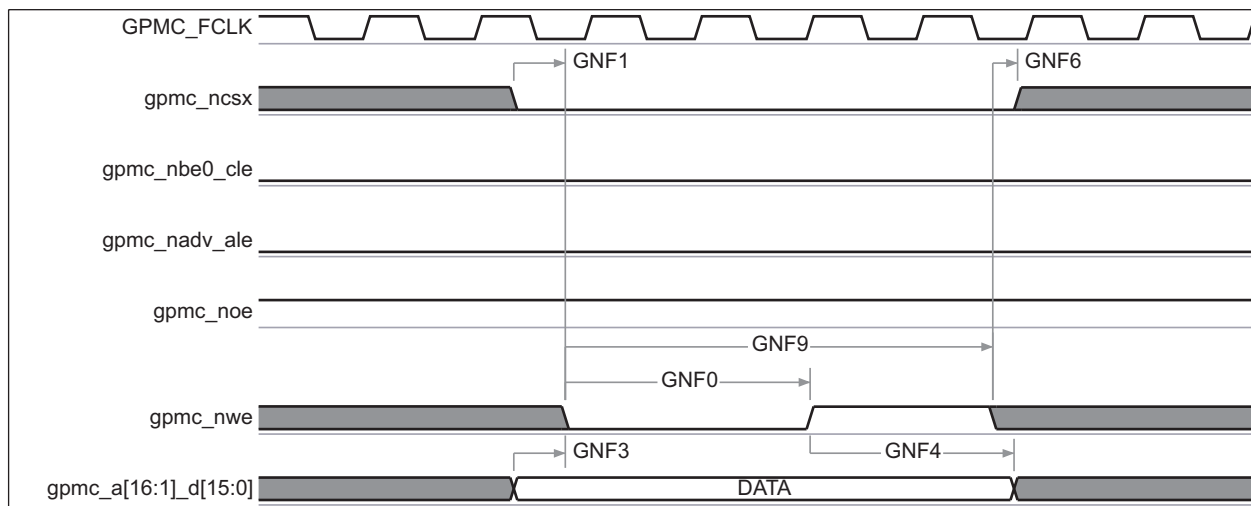 GPMC_FCLK
GNF1 GNF6
gpmc_ncsx
gpmc_nbe0_cle
gpmc_nadv_ale
gpmc_noe
GNF9
GNF0
gpmc_nwe
GNF3 GNF4
gpmc_a[16:1]_d[15:0] DATA